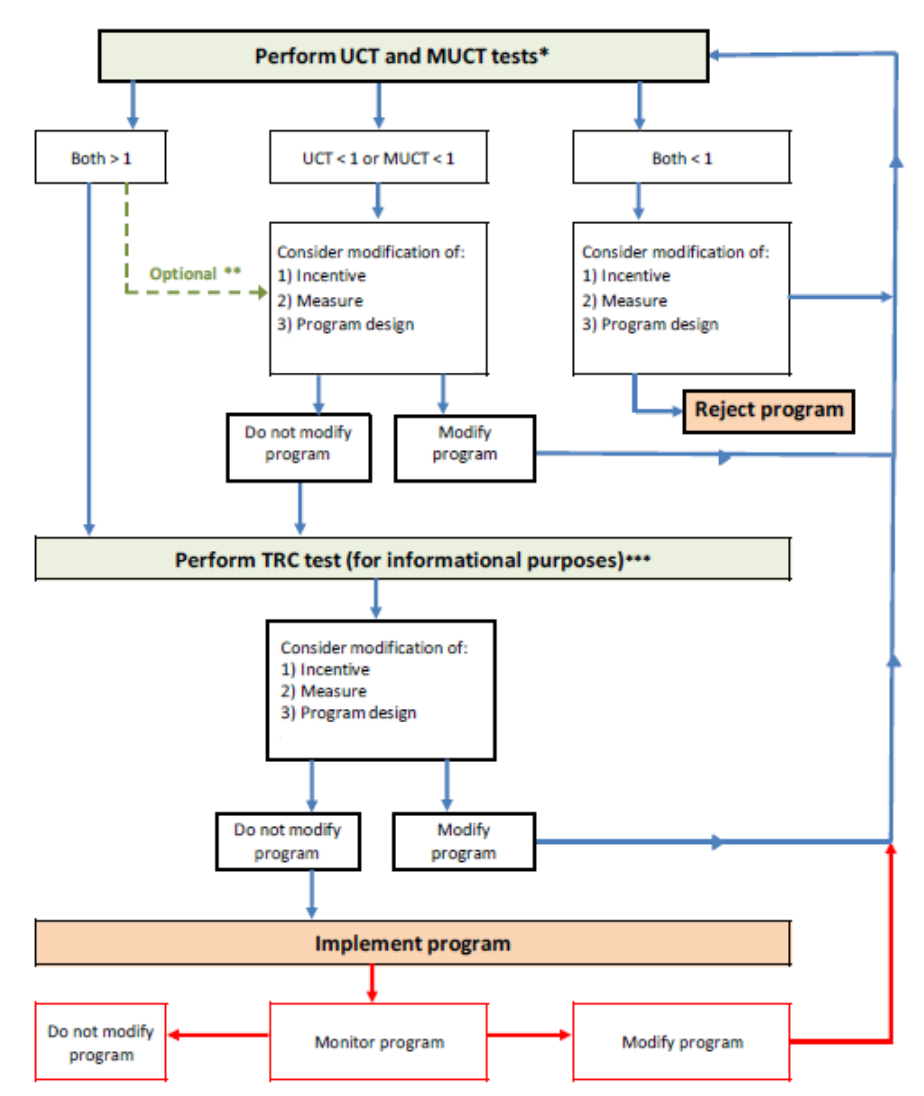 Perform UCT and MUCT tests*
Both > 1
UCT < 1 or MUCT < 1
Both < 1
Optional **
Consider modification of:
1) Incentive
2) Measure
3) Program design
Consider modification of:
1) Incentive
2) Measure
3) Program design
Reject program
Do not modify
program
Modify
program
Perform TRC test (for informational purposes)***
Consider modification of:
1) Incentive
2) Measure
3) Program design
Do not modify
program
Modify
program
Implement program
Do not modify
program
Monitor program
Modify program